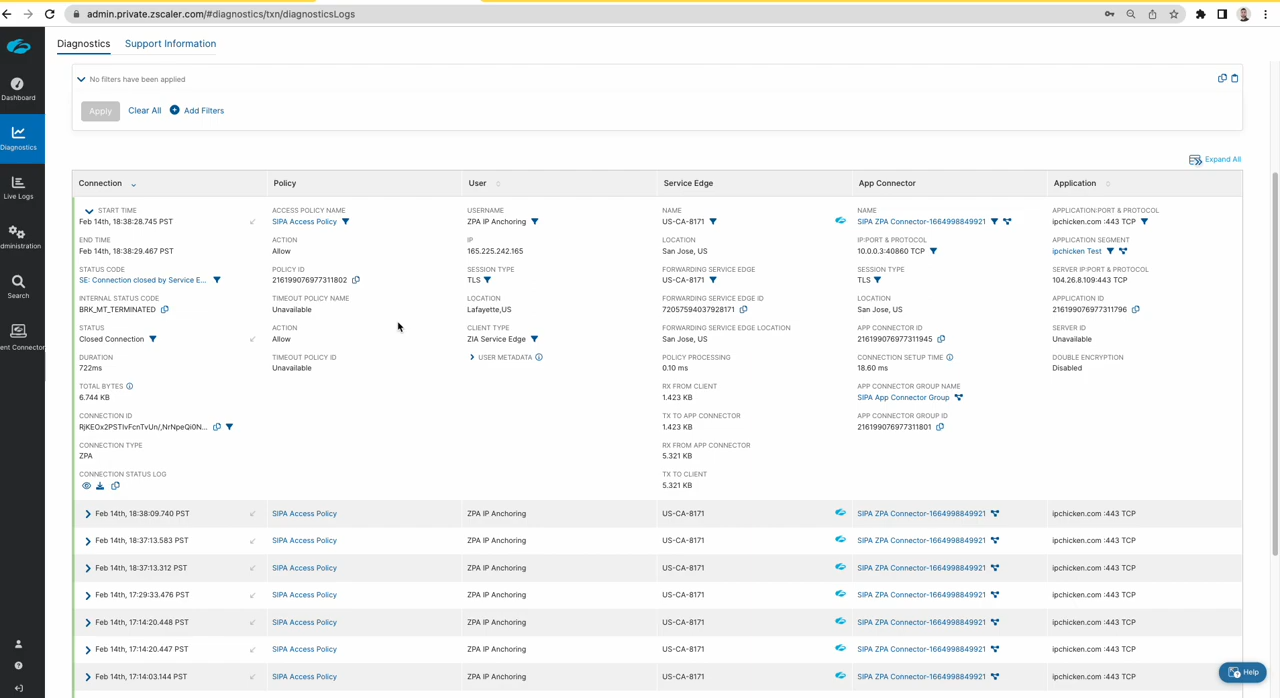 admin.private.zscaler.com/#diagnostics/txn/diagnosticsLogs
Diagnostics Support Information
No filters have been applied
Apply Clear All Add Filters
Dashboard
Diagnostics
Live Logs
dministration
Search
ent Connector
Expand All
Connection Policy User Service Edge App Connector Application
START TIME ACCESS POLICY NAME USERNAME NAME NAME APPLICATION:PORT & PROTOCOL
Feb 14th, 18:38:28.745 PST SIPA Access Policy ZPA IP Anchoring US-CA-8171 SIPA ZPA Connector-1664998849921 ipchicken.com :443 TCP
END TIME ACTION IP LOCATION IP:PORT & PROTOCOL APPLICATION SEGMENT
Feb 14th, 18:38:29.467 PST Allow 165.225.242.165 San Jose, US 10.0.0.3:40860 TCP ipchicken Test
STATUS CODE POLICY ID SESSION TYPE FORWARDING SERVICE EDGE SESSION TYPE SERVER IP:PORT & PROTOCOL
SE: Connection closed by Service E... 216199076977311802 TLS US-CA-8171 TLS 104.26.8.109:443 TCP
INTERNAL STATUS CODE TIMEOUT POLICY NAME LOCATION FORWARDING SERVICE EDGE ID LOCATION APPLICATION ID
BRK_MT_TERMINATED Unavailable Lafayette,US 72057594037928171 San Jose, US 216199076977311796
STATUS ACTION CLIENT TYPE FORWARDING SERVICE EDGE LOCATION APP CONNECTOR ID SERVER ID
Closed Connection Allow ZIA Service Edge San Jose, US 216199076977311945 Unavailable
DURATION TIMEOUT POLICY ID USER METADATA POLICY PROCESSING CONNECTION SETUP TIME DOUBLE ENCRYPTION
722ms Unavailable 0.10 ms 18.60 ms Disabled
TOTAL BYTES RX FROM CLIENT APP CONNECTOR GROUP NAME
6.744 KB 1.423 KB SIPA App Connector Group
CONNECTION ID TX TO APP CONNECTOR APP CONNECTOR GROUP ID
1.423 KB 216199076977311801
CONNECTION TYPE RX FROM APP CONNECTOR
ZPA 5.321 KB
CONNECTION STATUS LOG TX TO CLIENT
5.321 KB
Feb 14th, 18:38:09.740 PST SIPA Access Policy ZPA IP Anchoring US-CA-8171 SIPA ZPA Connector-1664998849921 ipchicken.com :443 TCP
Feb 14th, 18:37:13.583 PST SIPA Access Policy ZPA IP Anchoring US-CA-8171 SIPA ZPA Connector-1664998849921 ipchicken.com :443 TCP
Feb 14th, 18:37:13.312 PST SIPA Access Policy ZPA IP Anchoring US-CA-8171 SIPA ZPA Connector-1664998849921 ipchicken.com :443 TCP
Feb 14th, 17:29:33.476 PST SIPA Access Policy ZPA IP Anchoring US-CA-8171 SIPA ZPA Connector-1664998849921 ipchicken.com :443 TCP
Feb 14th, 17:14:20.448 PST SIPA Access Policy ZPA IP Anchoring US-CA-8171 SIPA ZPA Connector-1664998849921 ipchicken.com :443 TCP
Feb 14th, 17:14:20.447 PST SIPA Access Policy ZPA IP Anchoring US-CA-8171 SIPA ZPA Connector-1664998849921 ipchicken.com :443 TCP
Feb 14th, 17:14:03.144 PST SIPA Access Policy ZPA IP Anchoring US-CA-8171 SIPA ZPA Connector-1664998849921 ipchicken.com :443 TCP
Help